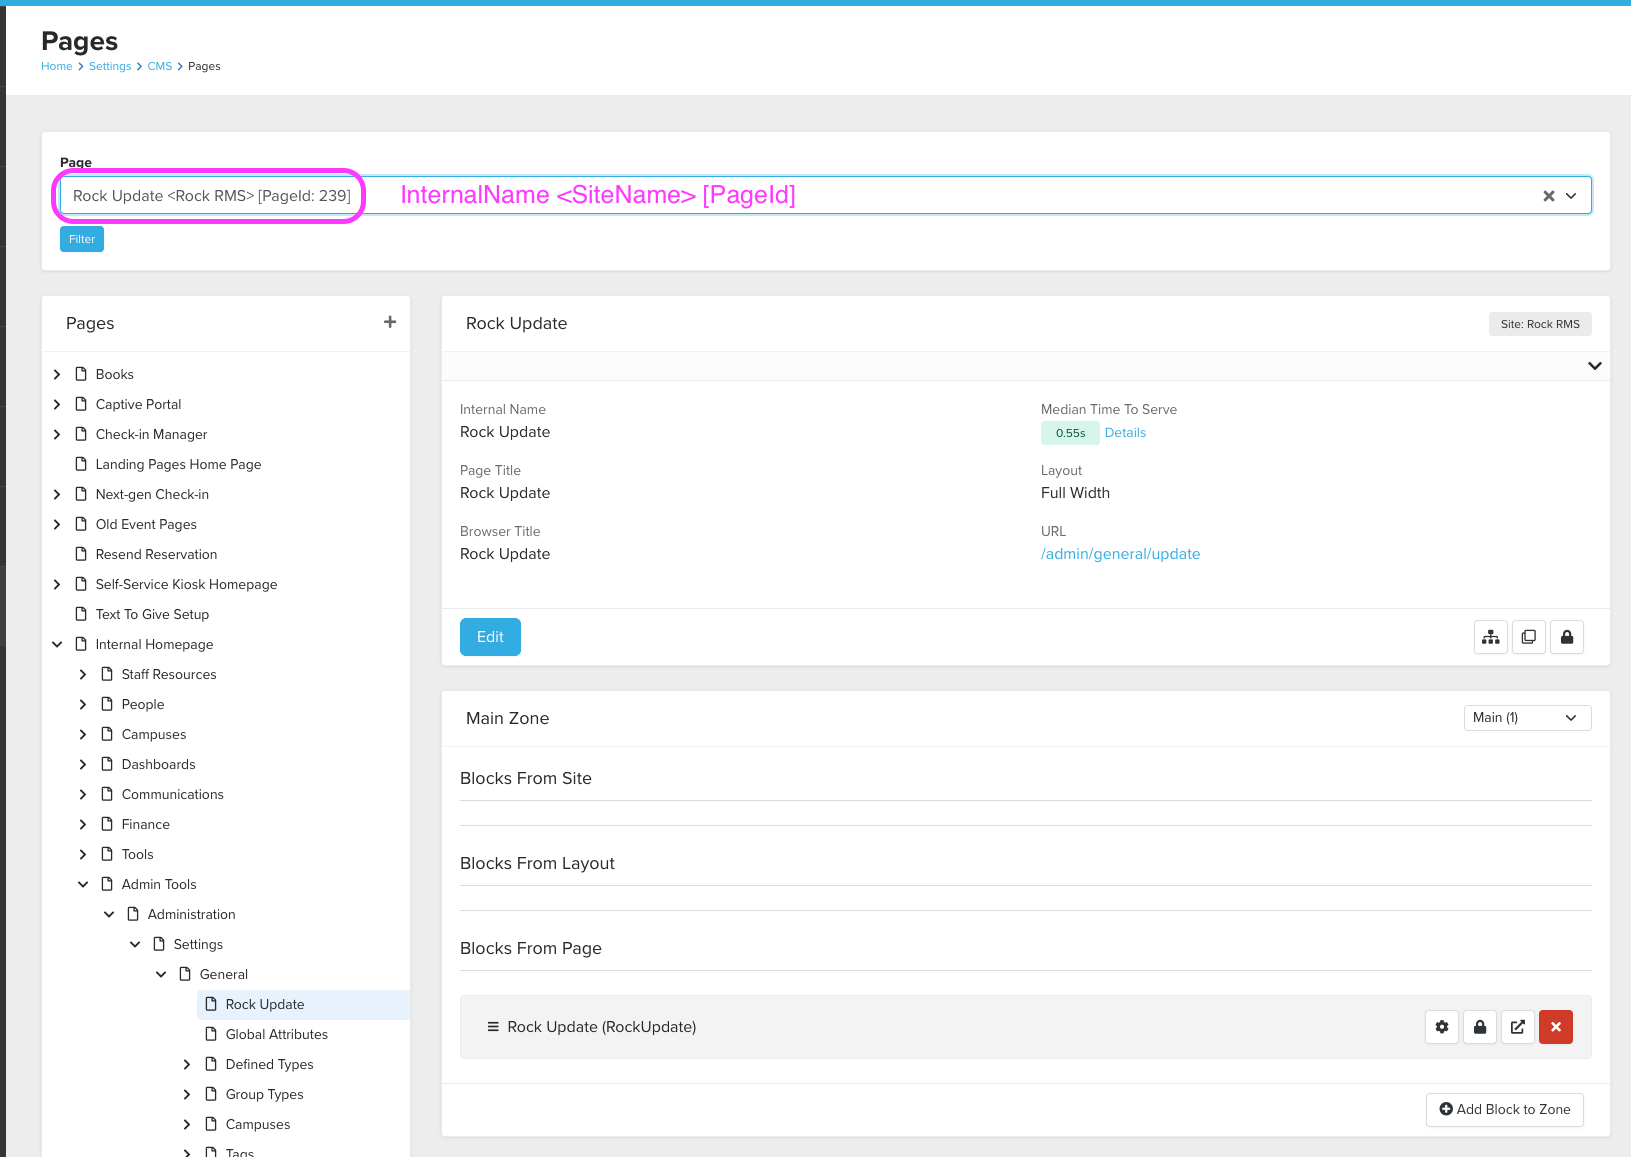 Pages
Home > Settings > CMS > Pages
Page
Rock Update <Rock RMS> [PageId: 239]
InternalName <SiteName> [PageId]
Filter
Pages
Books
Captive Portal
Check-in Manager
Landing Pages Home Page
Next-gen Check-in
Old Event Pages
Resend Reservation
Self-Service Kiosk Homepage
Text To Give Setup
Internal Homepage
Staff Resources
People
Campuses
Dashboards
Communications
Finance
Tools
Admin Tools
Administration
Settings
General
Rock Update
Global Attributes
Defined Types
Group Types
Campuses
Tags
Rock Update
Site: Rock RMS
Internal Name
Rock Update
Page Title
Rock Update
Browser Title
Rock Update
Median Time To Serve
0.55s Details
Layout
Full Width
URL
/admin/general/update
Edit
Main Zone
Main (1)
Blocks From Site
Blocks From Layout
Blocks From Page
Rock Update (RockUpdate)
Add Block to Zone